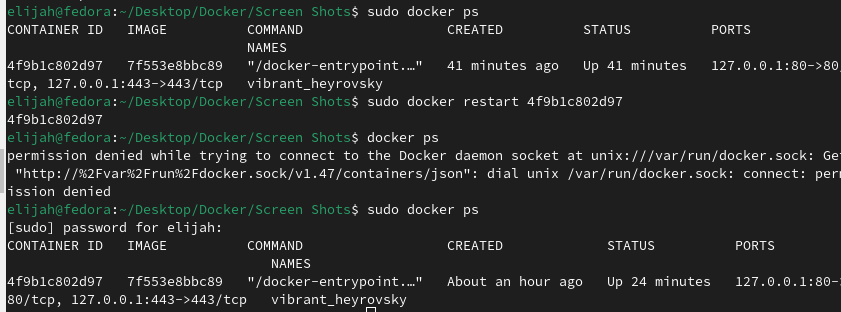 elijah@fedora:~/Desktop/Docker/Screen Shots$ sudo docker ps
CONTAINER ID   IMAGE          COMMAND                  CREATED          STATUS          PORTS
                              NAMES
4f9b1c802d97   7f553e8bbc89   "/docker-entrypoint.…"   41 minutes ago   Up 41 minutes   127.0.0.1:80->80/
tcp, 127.0.0.1:443->443/tcp   vibrant_heyrovsky
elijah@fedora:~/Desktop/Docker/Screen Shots$ sudo docker restart 4f9b1c802d97
4f9b1c802d97
elijah@fedora:~/Desktop/Docker/Screen Shots$ docker ps
permission denied while trying to connect to the Docker daemon socket at unix:///var/run/docker.sock: Ge
 "http://%2Fvar%2Frun%2Fdocker.sock/v1.47/containers/json": dial unix /var/run/docker.sock: connect: per
ission denied
elijah@fedora:~/Desktop/Docker/Screen Shots$ sudo docker ps
[sudo] password for elijah:
CONTAINER ID   IMAGE          COMMAND                  CREATED             STATUS          PORTS
                                 NAMES
4f9b1c802d97   7f553e8bbc89   "/docker-entrypoint.…"   About an hour ago   Up 24 minutes   127.0.0.1:80-
80/tcp, 127.0.0.1:443->443/tcp   vibrant_heyrovsky